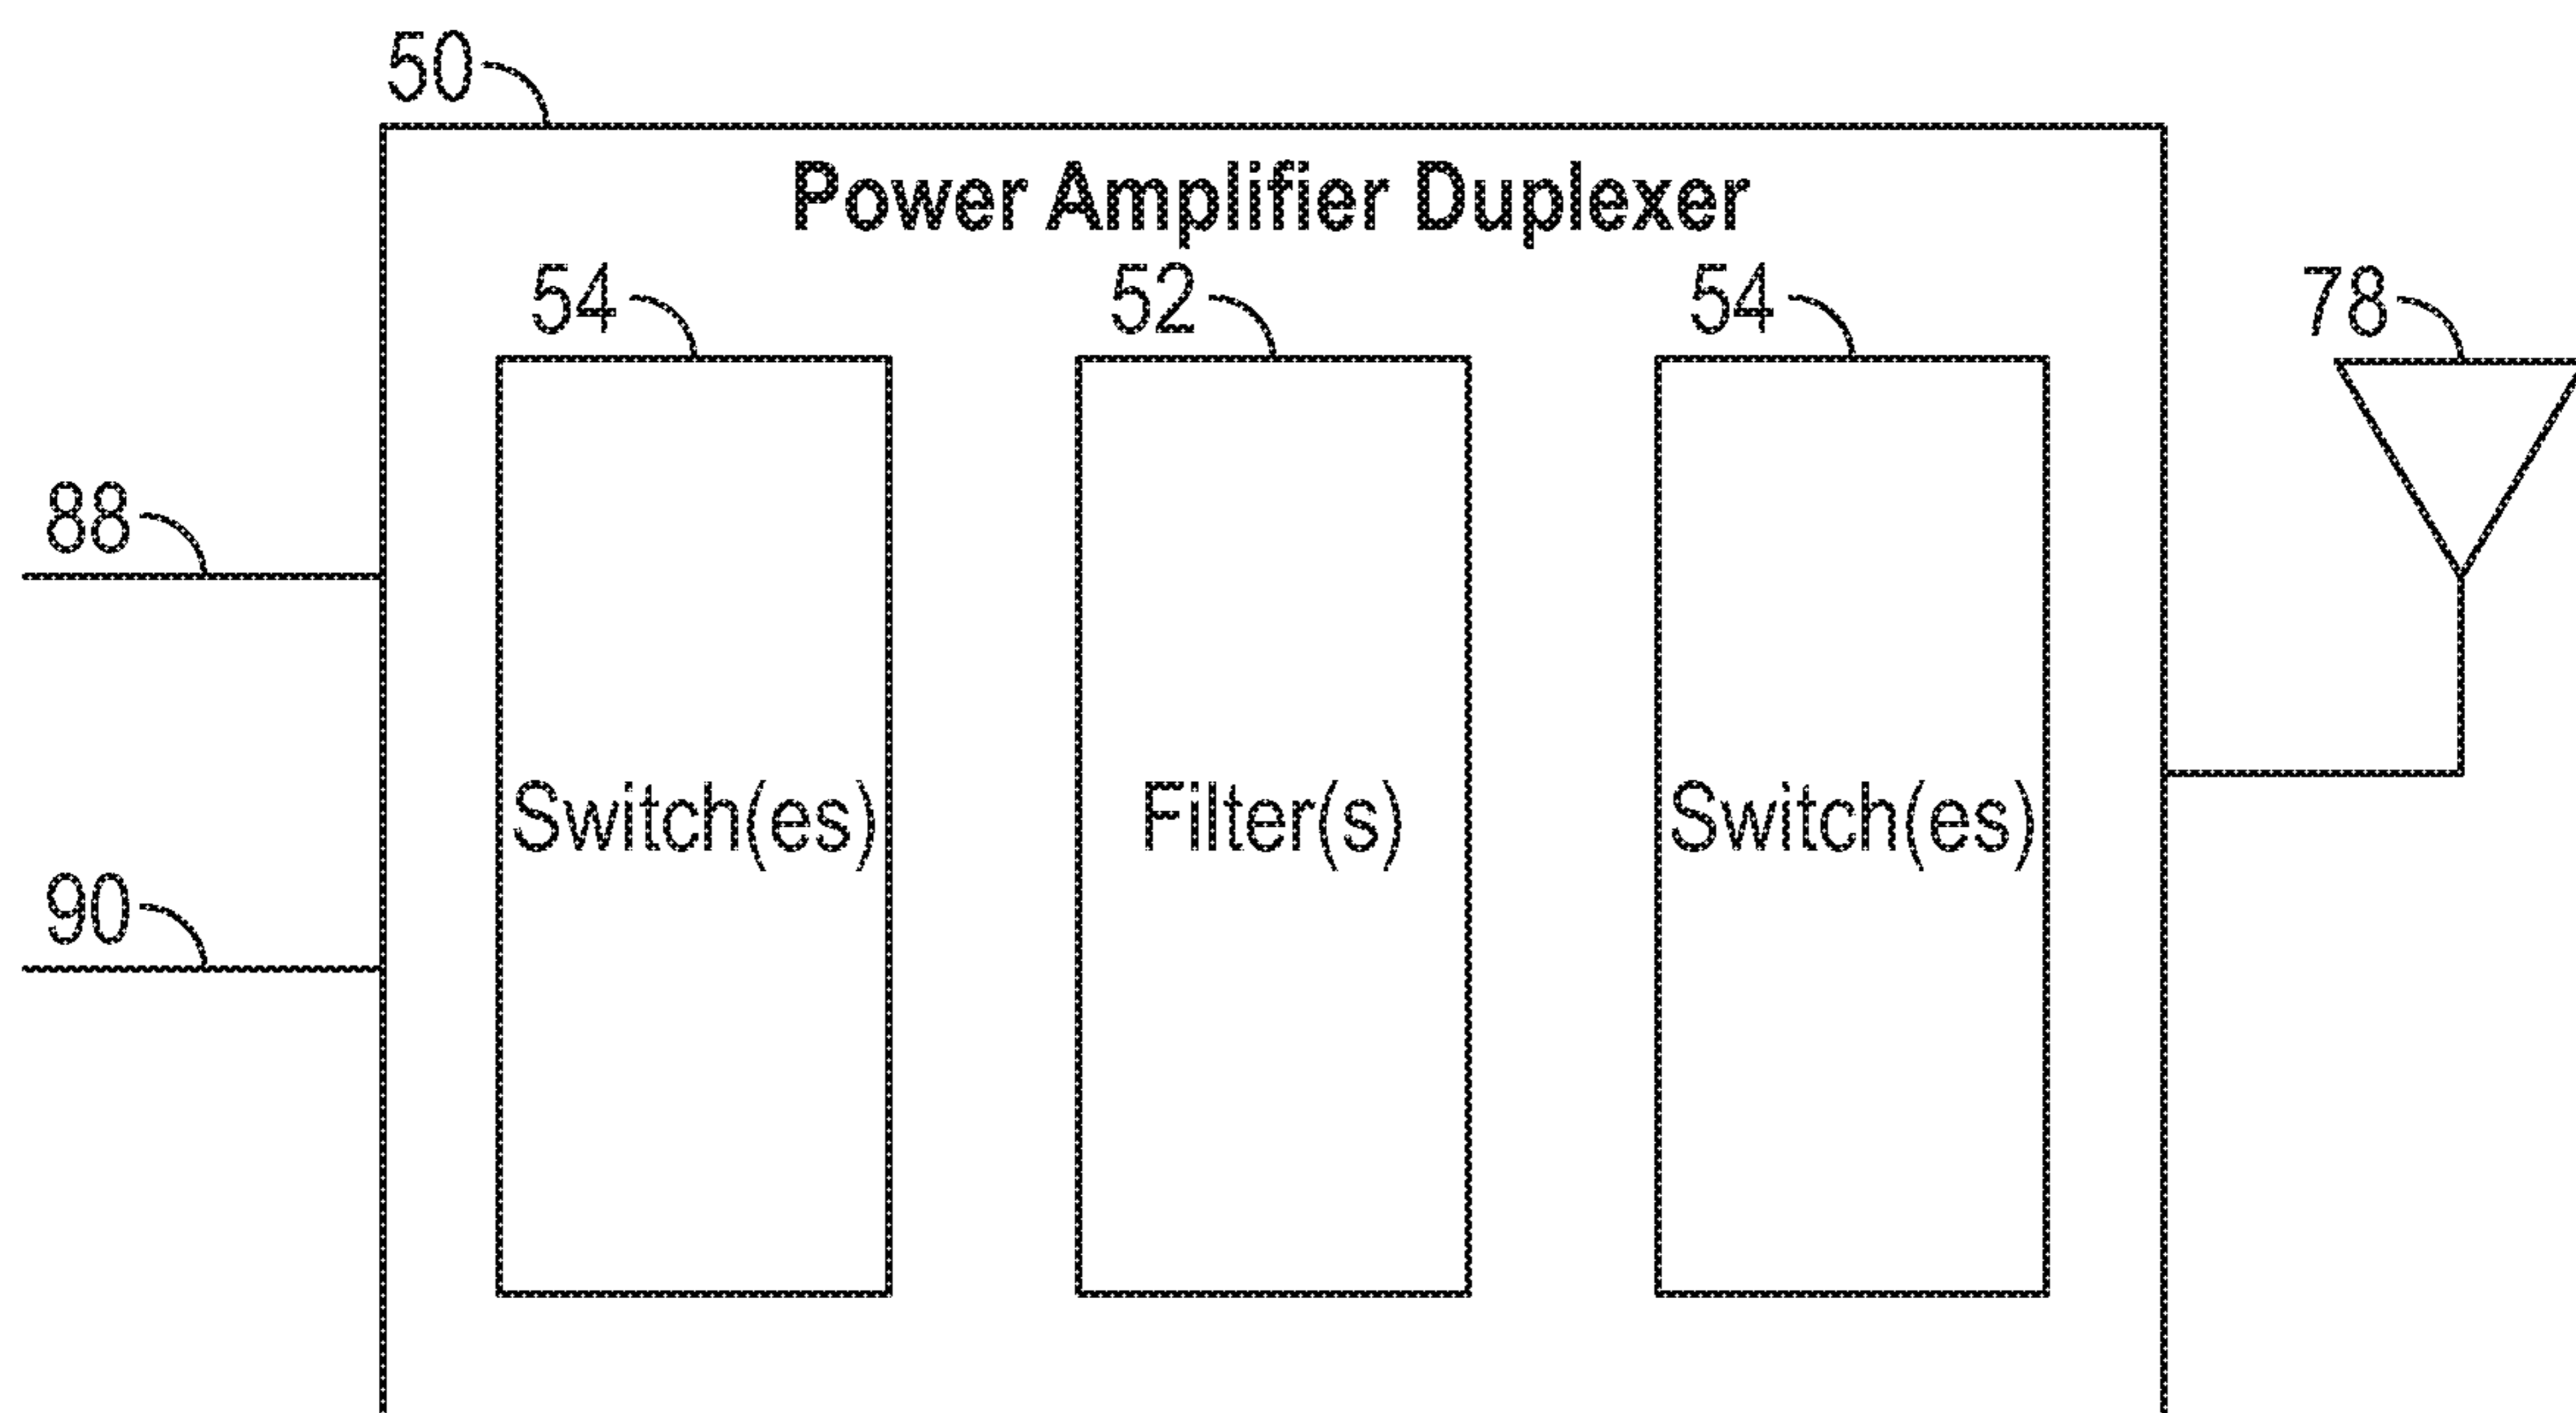 50
Power Amplifier Duplexer
54
52
54
78
88
Switch(es)
Filter(s)
Switch(es)
90